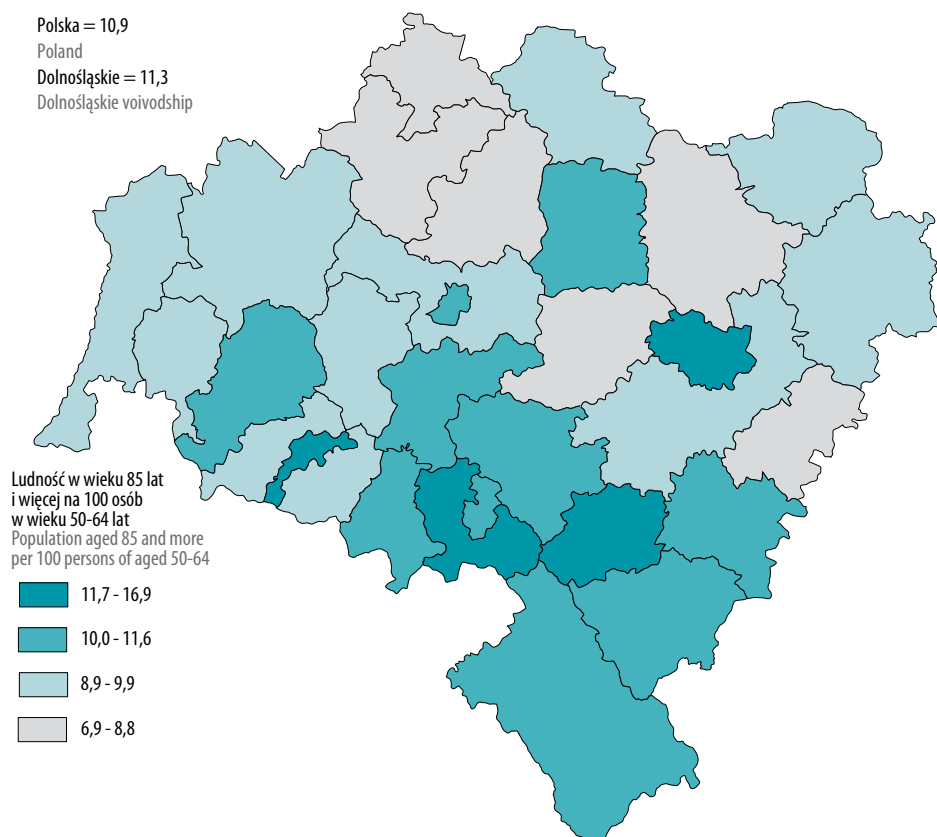 Polska = 10,9
Poland
Dolnośląskie = 11,3
Dolnośląskie voivodship
Ludność w wieku 85 lat
i więcej na 100 osób
w wieku 50-64 lat
Population aged 85 and more
per 100 persons of aged 50-64
11,7 - 16,9
10,0 - 11,6
8,9 - 9,9
6,9 - 8,8